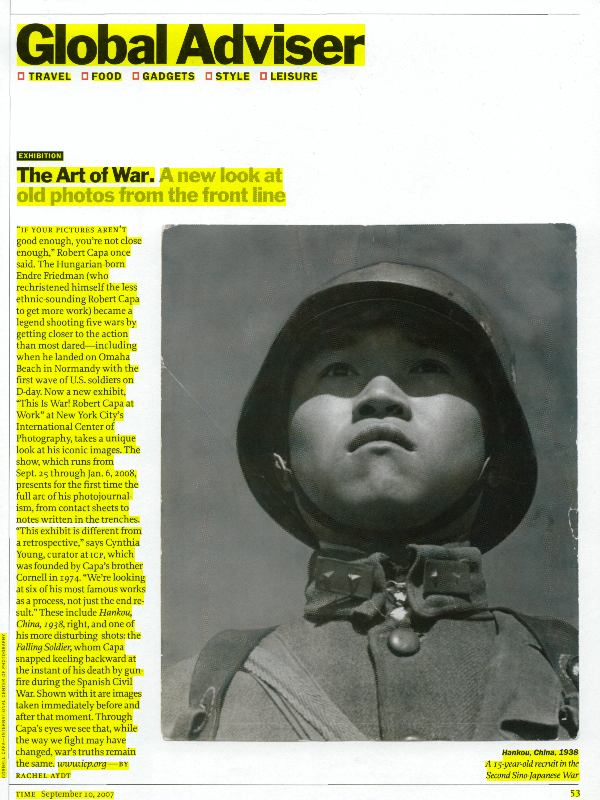 Global Adviser
TRAVEL FOOD GADGETS STYLE LEISURE
EXHIBITION
The Art of War. A new look at
old photos from the front line
"IF YOUR PICTURES AREN'T
good enough, you're not close
enough," Robert Capa once
said. The Hungarian-born
Endre Friedman (who
rechristened himself the less
ethnic-sounding Robert Capa
to get more work) became a
legend shooting five wars by
getting closer to the action
than most dared—including
when he landed on Omaha
Beach in Normandy with the
first wave of U.S. soldiers on
D-day. Now a new exhibit,
"This Is War! Robert Capa at
Work" at New York City's
International Center of
Photography, takes a unique
look at his iconic images. The
show, which runs from
Sept. 25 through Jan. 6, 2008,
presents for the first time the
full arc of his photojournal-
ism, from contact sheets to
notes written in the trenches.
"This exhibit is different from
a retrospective," says Cynthia
Young, curator at ICP, which
was founded by Capa's brother
Cornell in 1974. "We're looking
at six of his most famous works
as a process, not just the end re-
sult." These include Hankou,
China, 1938, right, and one of
his more disturbing shots: the
Falling Soldier, whom Capa
snapped keeling backward at
the instant of his death by gun-
fire during the Spanish Civil
War. Shown with it are images
taken immediately before and
after that moment. Through
Capa's eyes we see that, while
the way we fight may have
changed, war's truths remain
the same. www.icp.org —BY
RACHEL AYDT
CORNELL CAPA—INTERNATIONAL CENTER OF PHOTOGRAPHY
Hankou, China, 1938
A 15-year-old recruit in the
Second Sino-Japanese War
TIME September 10, 2007
53